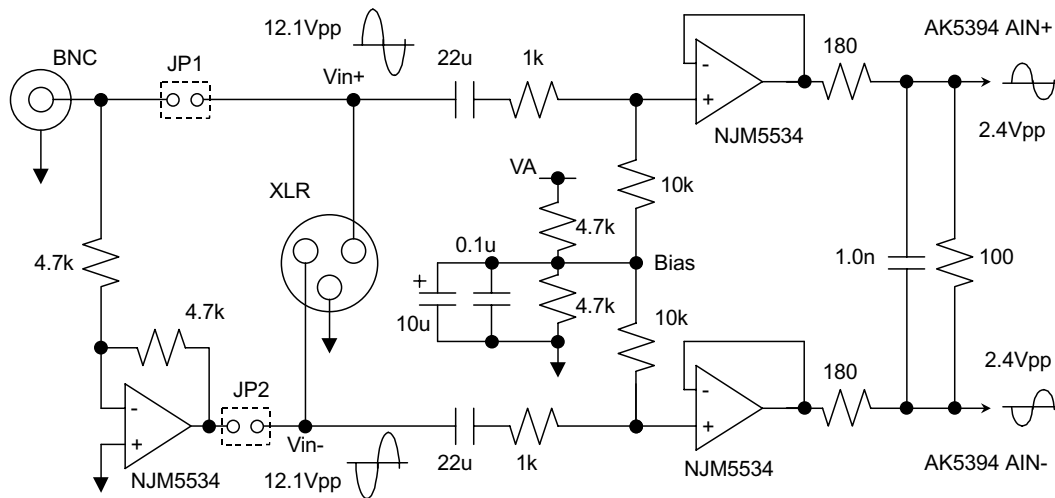 12.1Vpp
BNC
JP1
Vin+
22u
1k
-
+
NJM5534
180
AK5394 AIN+
2.4Vpp
XLR
VA
4.7k
10k
0.1u
Bias
+
10u
4.7k
10k
1.0n
100
4.7k
4.7k
-
+
NJM5534
JP2
Vin-
12.1Vpp
22u
1k
-
+
NJM5534
180
2.4Vpp
AK5394 AIN-